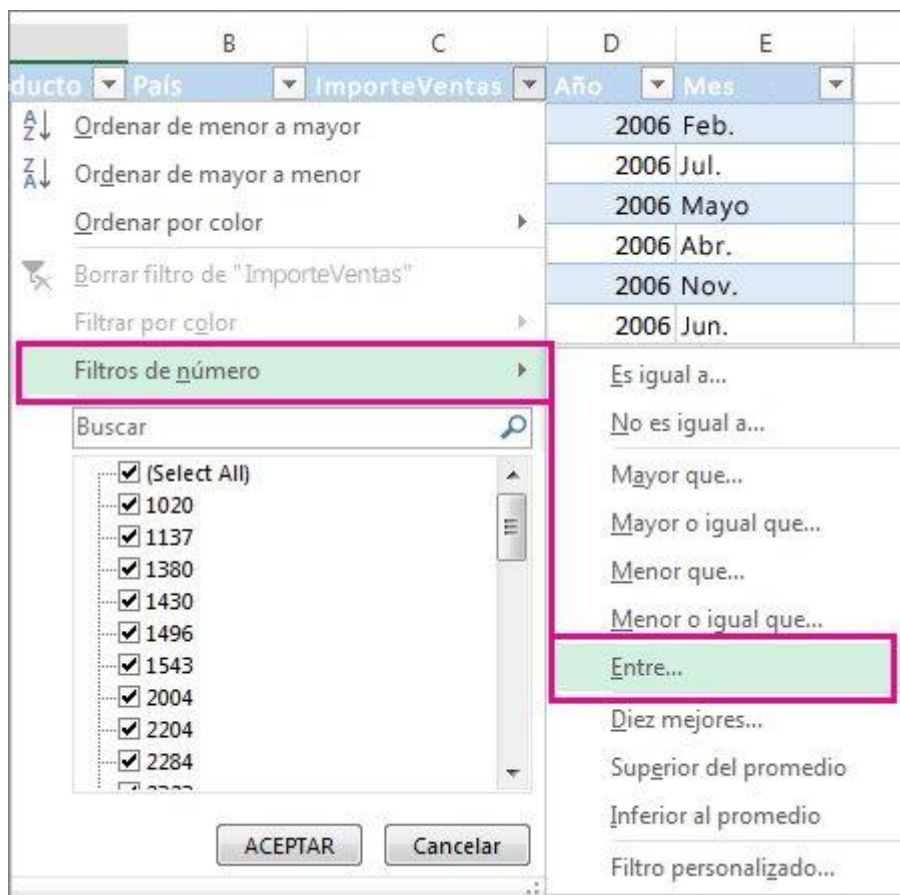 B C D E
ducto País ImporteVentas Año Mes
Ordenar de menor a mayor
Ordenar de mayor a menor
Ordenar por color
Borrar filtro de "ImporteVentas"
Filtrar por color
Filtros de número
Buscar
(Select All)
1020
1137
1380
1430
1496
1543
2004
2204
2284
ACEPTAR Cancelar
2006 Feb.
2006 Jul.
2006 Mayo
2006 Abr.
2006 Nov.
2006 Jun.
Es igual a...
No es igual a...
Mayor que...
Mayor o igual que...
Menor que...
Menor o igual que...
Entre...
Diez mejores...
Superior del promedio
Inferior al promedio
Filtro personalizado...